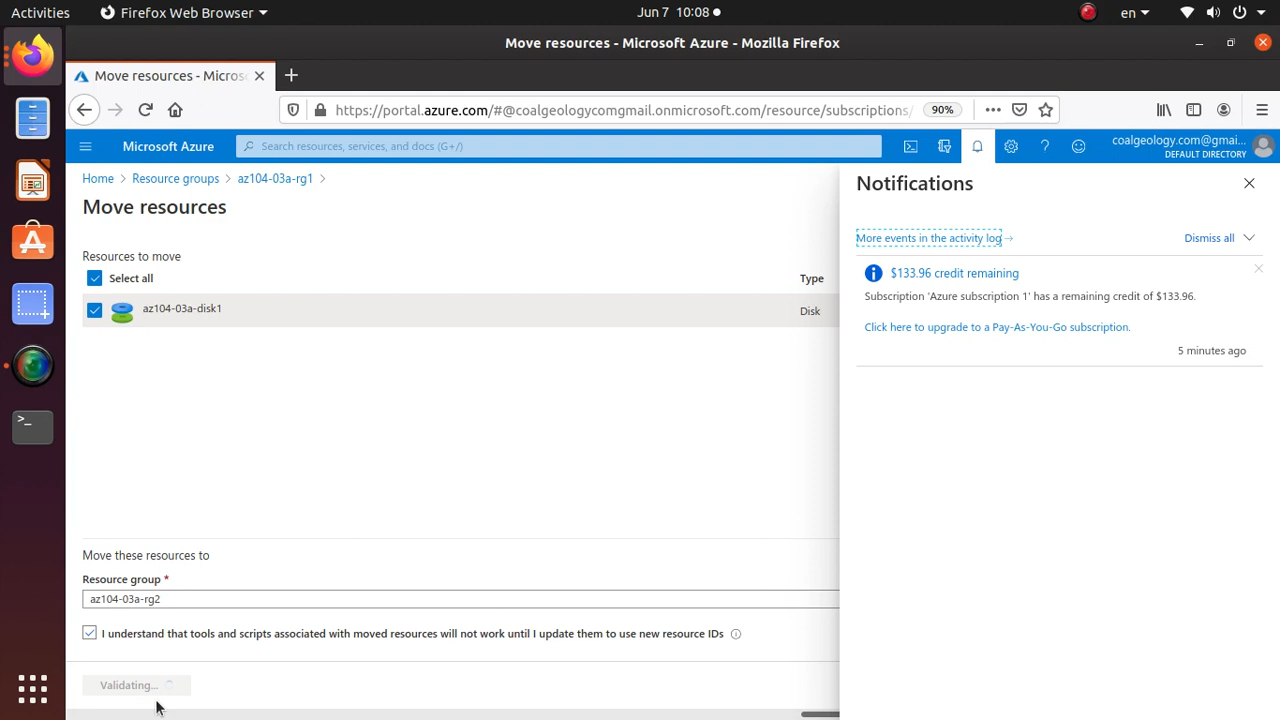 Activities
Firefox Web Browser
Jun 7 10:08
en
Move resources - Microsoft Azure - Mozilla Firefox
Move resources - Micros
https://portal.azure.com/#@coalgeologycomgmail.onmicrosoft.com/resource/subscriptions/
90%
Microsoft Azure
Search resources, services, and docs (G+/)
coalgeology.com@gmai...
DEFAULT DIRECTORY
Home > Resource groups > az104-03a-rg1 >
Move resources
Resources to move
Select all
Type
az104-03a-disk1
Disk
Move these resources to
Resource group *
az104-03a-rg2
I understand that tools and scripts associated with moved resources will not work until I update them to use new resource IDs
Validating...
Notifications
More events in the activity log →
Dismiss all
$133.96 credit remaining
Subscription 'Azure subscription 1' has a remaining credit of $133.96.
Click here to upgrade to a Pay-As-You-Go subscription.
5 minutes ago